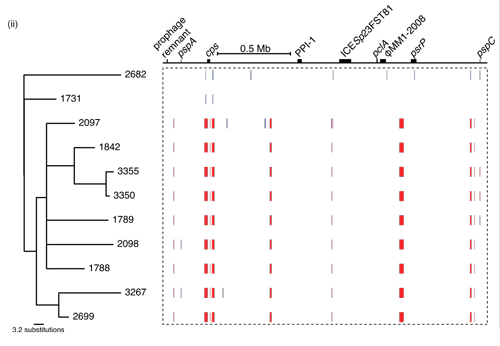 (ii)
prophage
remnant
pspA
cps
0.5 Mb
PPI-1
ICESp23FST81
pclA
φMM1-2008
psrP
pspC
2682
1731
2097
1842
3355
3350
1789
2098
1788
3267
2699
3.2 substitutions